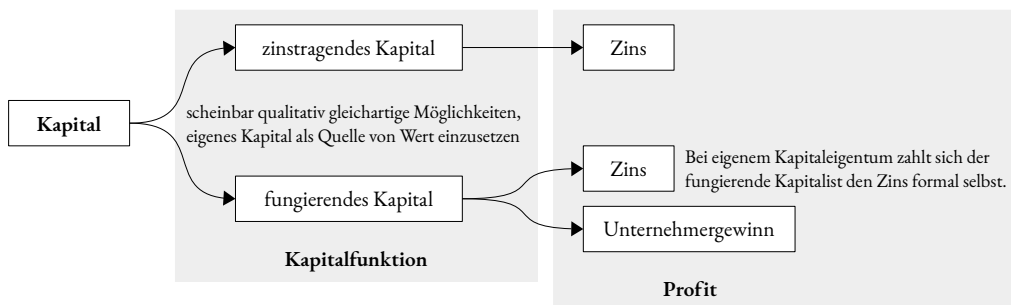 zinstragendes Kapital
Zins
Kapital
scheinbar qualitativ gleichartige Möglichkeiten,
eigenes Kapital als Quelle von Wert einzusetzen
Zins
Bei eigenem Kapitaleigentum zahlt sich der
fungierende Kapitalist den Zins formal selbst.
fungierendes Kapital
Unternehmergewinn
Kapitalfunktion
Profit